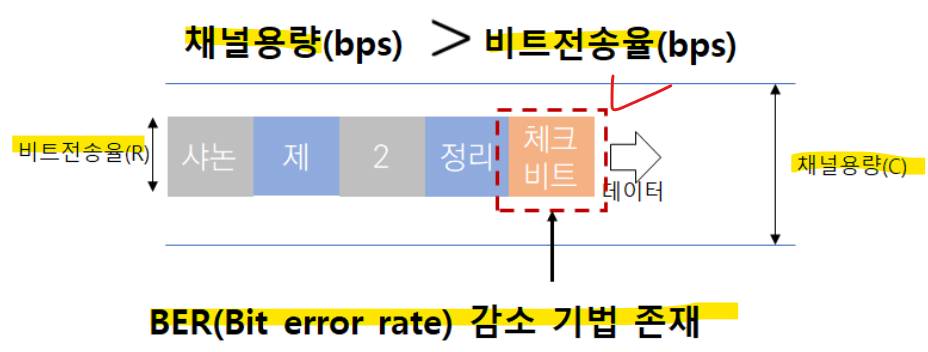 채널용량(bps) > 비트전송율(bps)
비트전송율(R)
샤논 제 2 정리 체크
비트
데이터
채널용량(C)
BER(Bit error rate) 감소 기법 존재